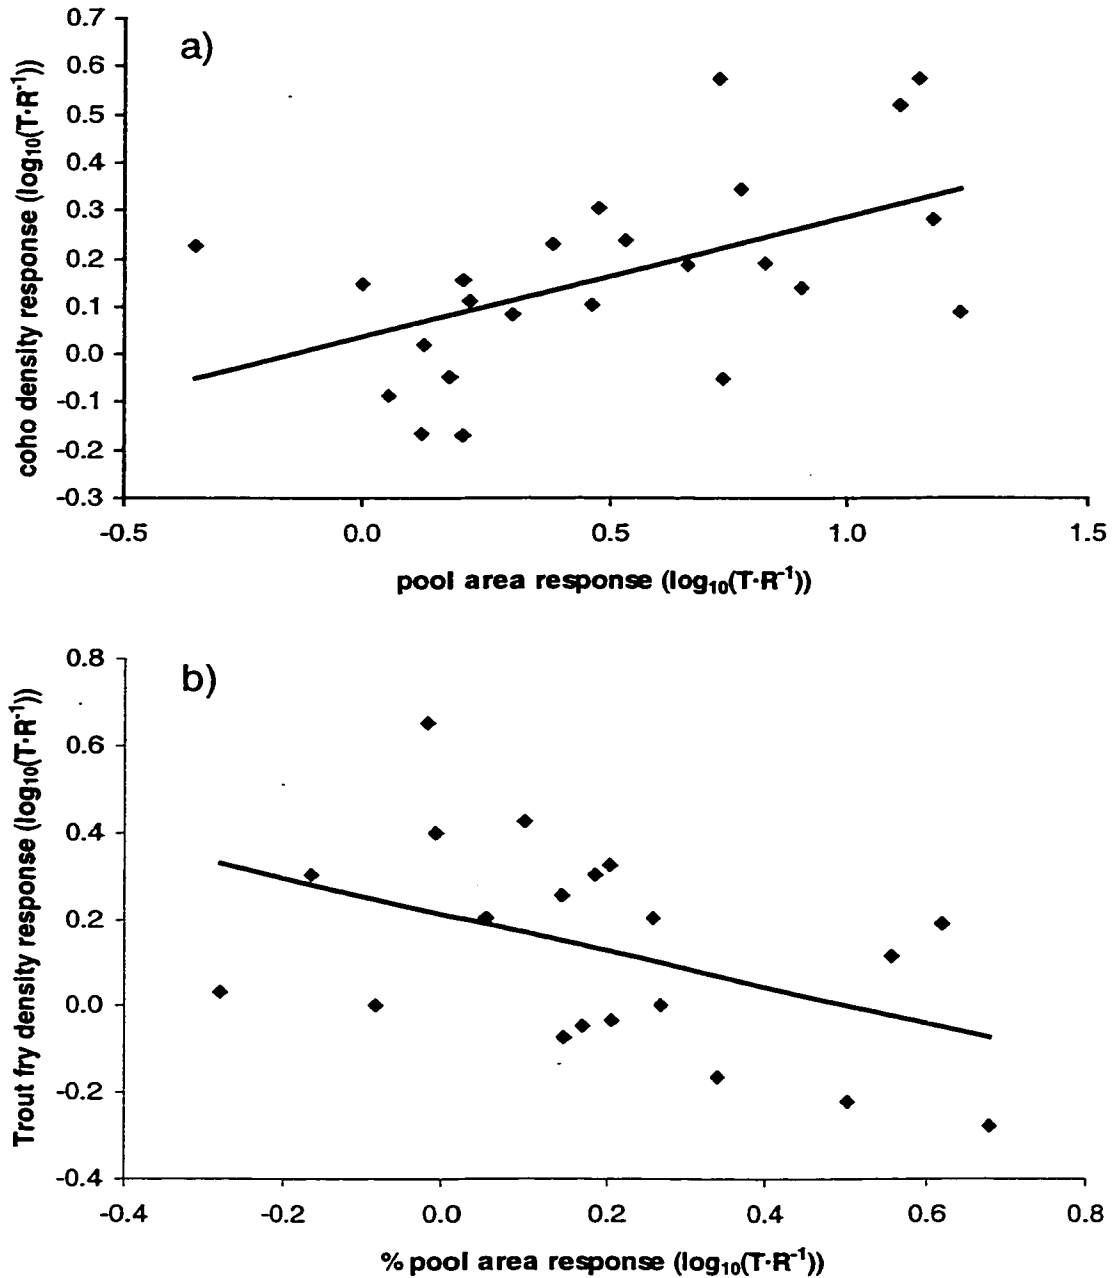 a)
coho density response (log₁₀(T·R⁻¹))
0.7
0.6
0.5
0.4
0.3
0.2
0.1
0.0
-0.1
-0.2
-0.3
-0.5 0.0 0.5 1.0 1.5
pool area response (log₁₀(T·R⁻¹))
b)
Trout fry density response (log₁₀(T·R⁻¹))
0.8
0.6
0.4
0.2
0.0
-0.2
-0.4
-0.4 -0.2 0.0 0.2 0.4 0.6 0.8
% pool area response (log₁₀(T·R⁻¹))